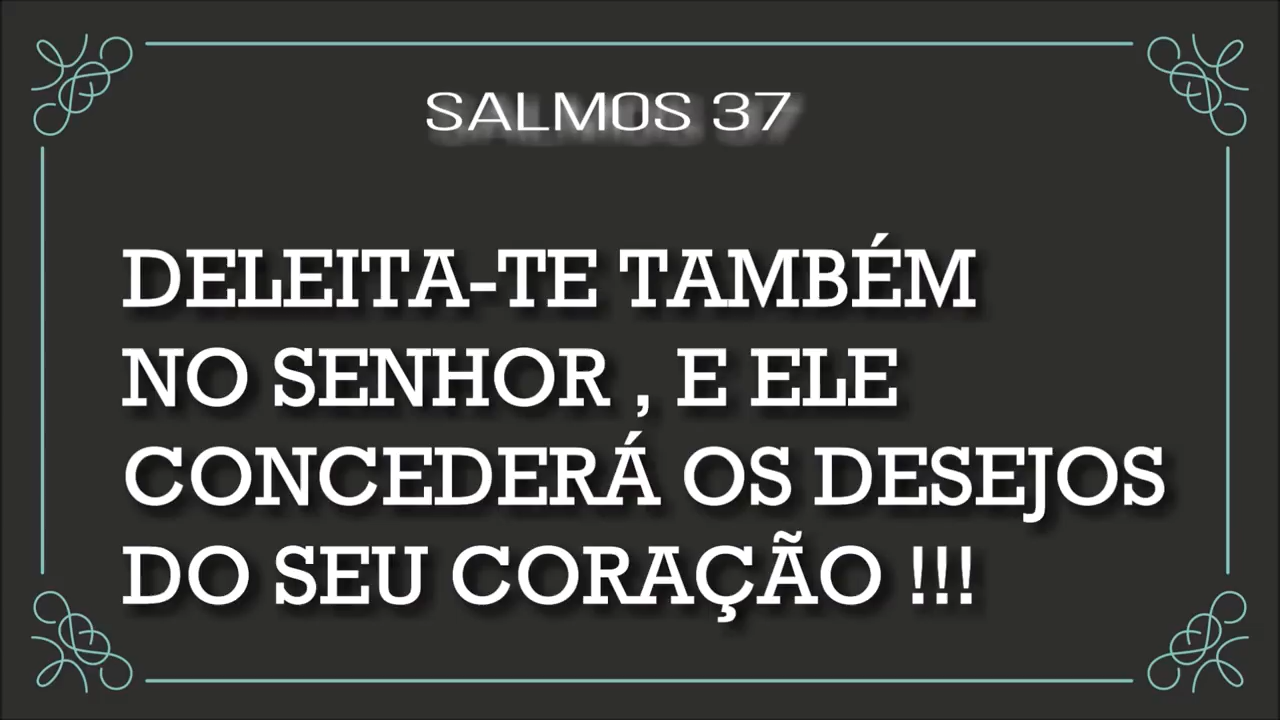 SALMOS 37
DELEITA-TE TAMBÉM
NO SENHOR , E ELE
CONCEDERÁ OS DESEJOS
DO SEU CORAÇÃO !!!